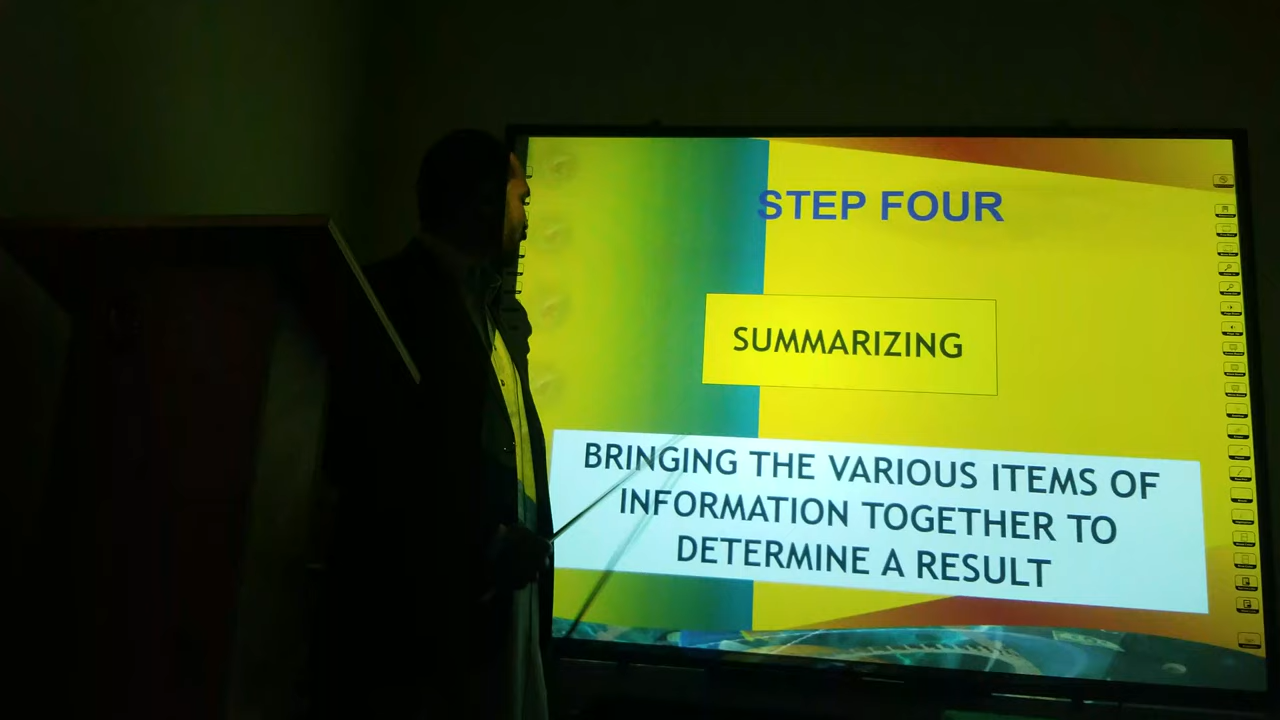 STEP FOUR
SUMMARIZING
BRINGING THE VARIOUS ITEMS OF
INFORMATION TOGETHER TO
DETERMINE A RESULT